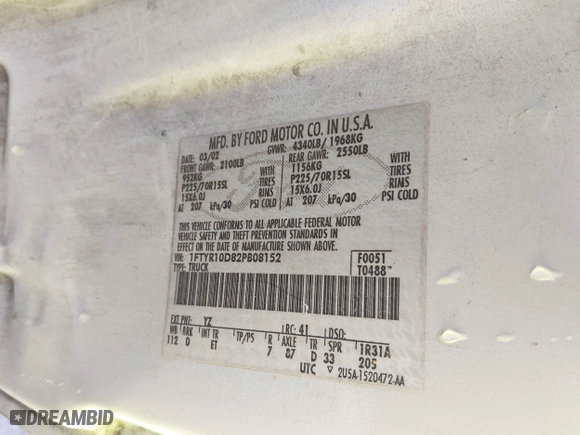 MFD. BY FORD MOTOR CO. IN U.S.A.
03/02 GVWR: 4340LB/ 1968KG
FRONT GAWR: 2100LB REAR GAWR: 2550LB
952KG WITH 1156KG WITH
P225/70R15SL TIRES P225/70R15SL TIRES
15X6.0J RIMS 15X6.0J RIMS
AT 207 kPa/30 PSI COLD AT 207 kPa/30 PSI COLD
THIS VEHICLE CONFORMS TO ALL APPLICABLE FEDERAL MOTOR
VEHICLE SAFETY AND THEFT PREVENTION STANDARDS IN EFFECT
ON THE DATE OF MANUFACTURE SHOWN ABOVE.
VIN: 1FTYR10D82PB08152 F0051
TYPE: TRUCK T0488
EXT PNT: YZ RC: 41 DSO:
WB BRK INT TR TP/PS R AXLE TR SPR 1R31A
112 D ET 7 87 D 33 205
UTC ▽ 2U5A-1520472-AA
DREAMBID